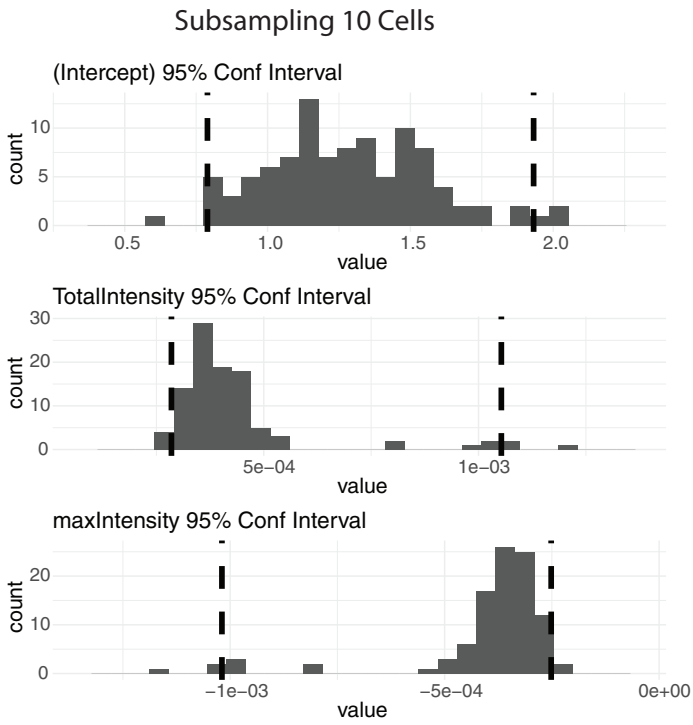 Subsampling 10 Cells
(Intercept) 95% Conf Interval
count
10
5
0
0.5 1.0 1.5 2.0
value
TotalIntensity 95% Conf Interval
count
30
20
10
0
5e−04 1e−03
value
maxIntensity 95% Conf Interval
count
20
10
0
−1e−03 −5e−04 0e+00
value